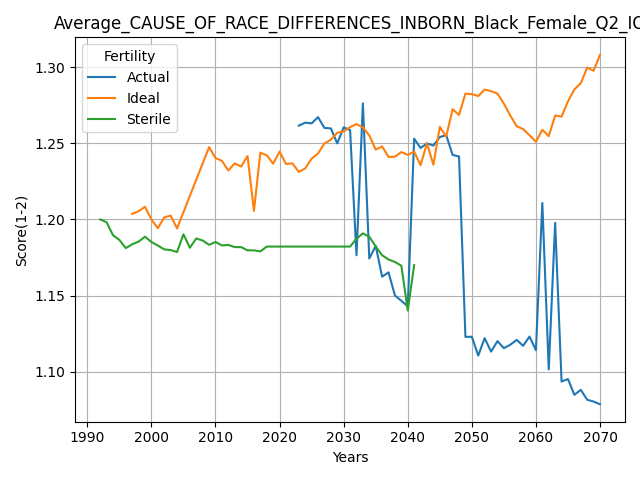 Average_CAUSE_OF_RACE_DIFFERENCES_INBORN_Black_Female_Q2_IC
Fertility
Actual
Ideal
Sterile
Score(1-2)
1.30
1.25
1.20
1.15
1.10
1990 2000 2010 2020 2030 2040 2050 2060 2070
Years